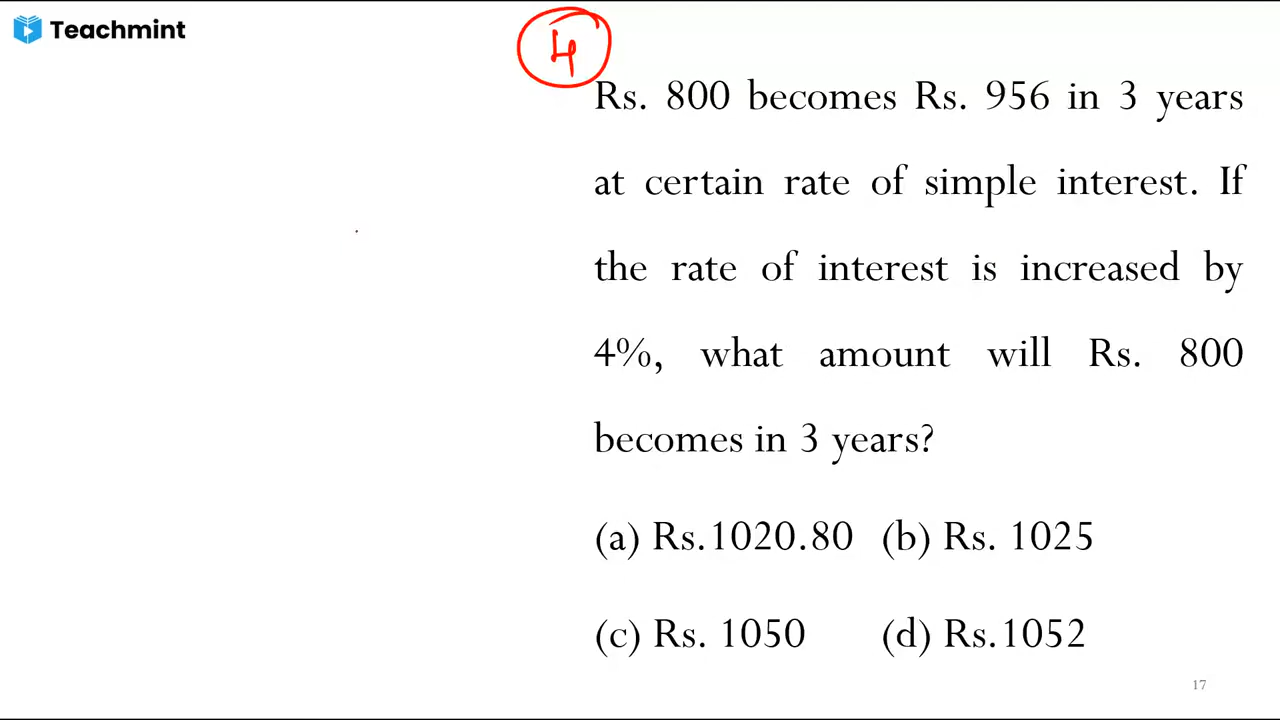 Teachmint
4
Rs. 800 becomes Rs. 956 in 3 years
at certain rate of simple interest. If
the rate of interest is increased by
4%, what amount will Rs. 800
becomes in 3 years?
(a) Rs.1020.80 (b) Rs. 1025
(c) Rs. 1050 (d) Rs.1052
17